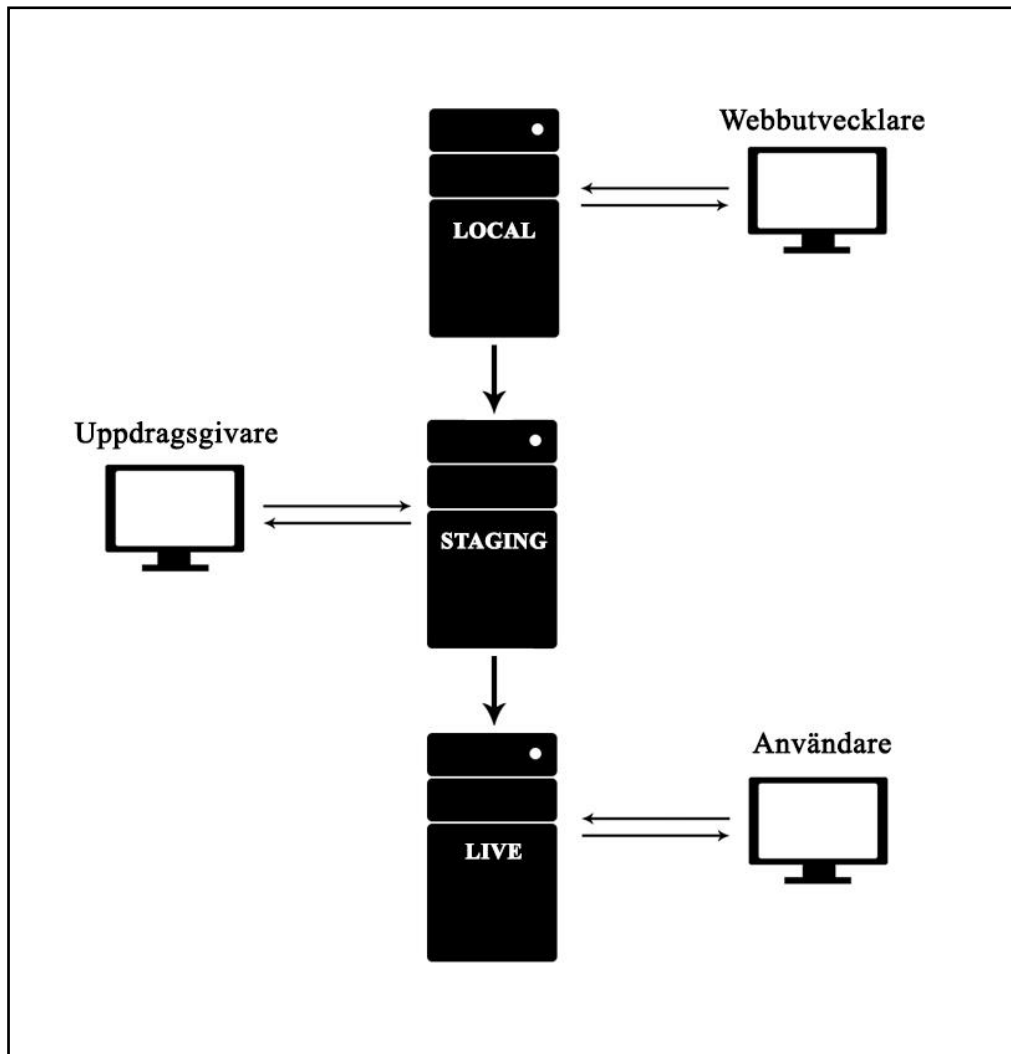 Webbutvecklare
LOCAL
Uppdragsgivare
STAGING
Användare
LIVE